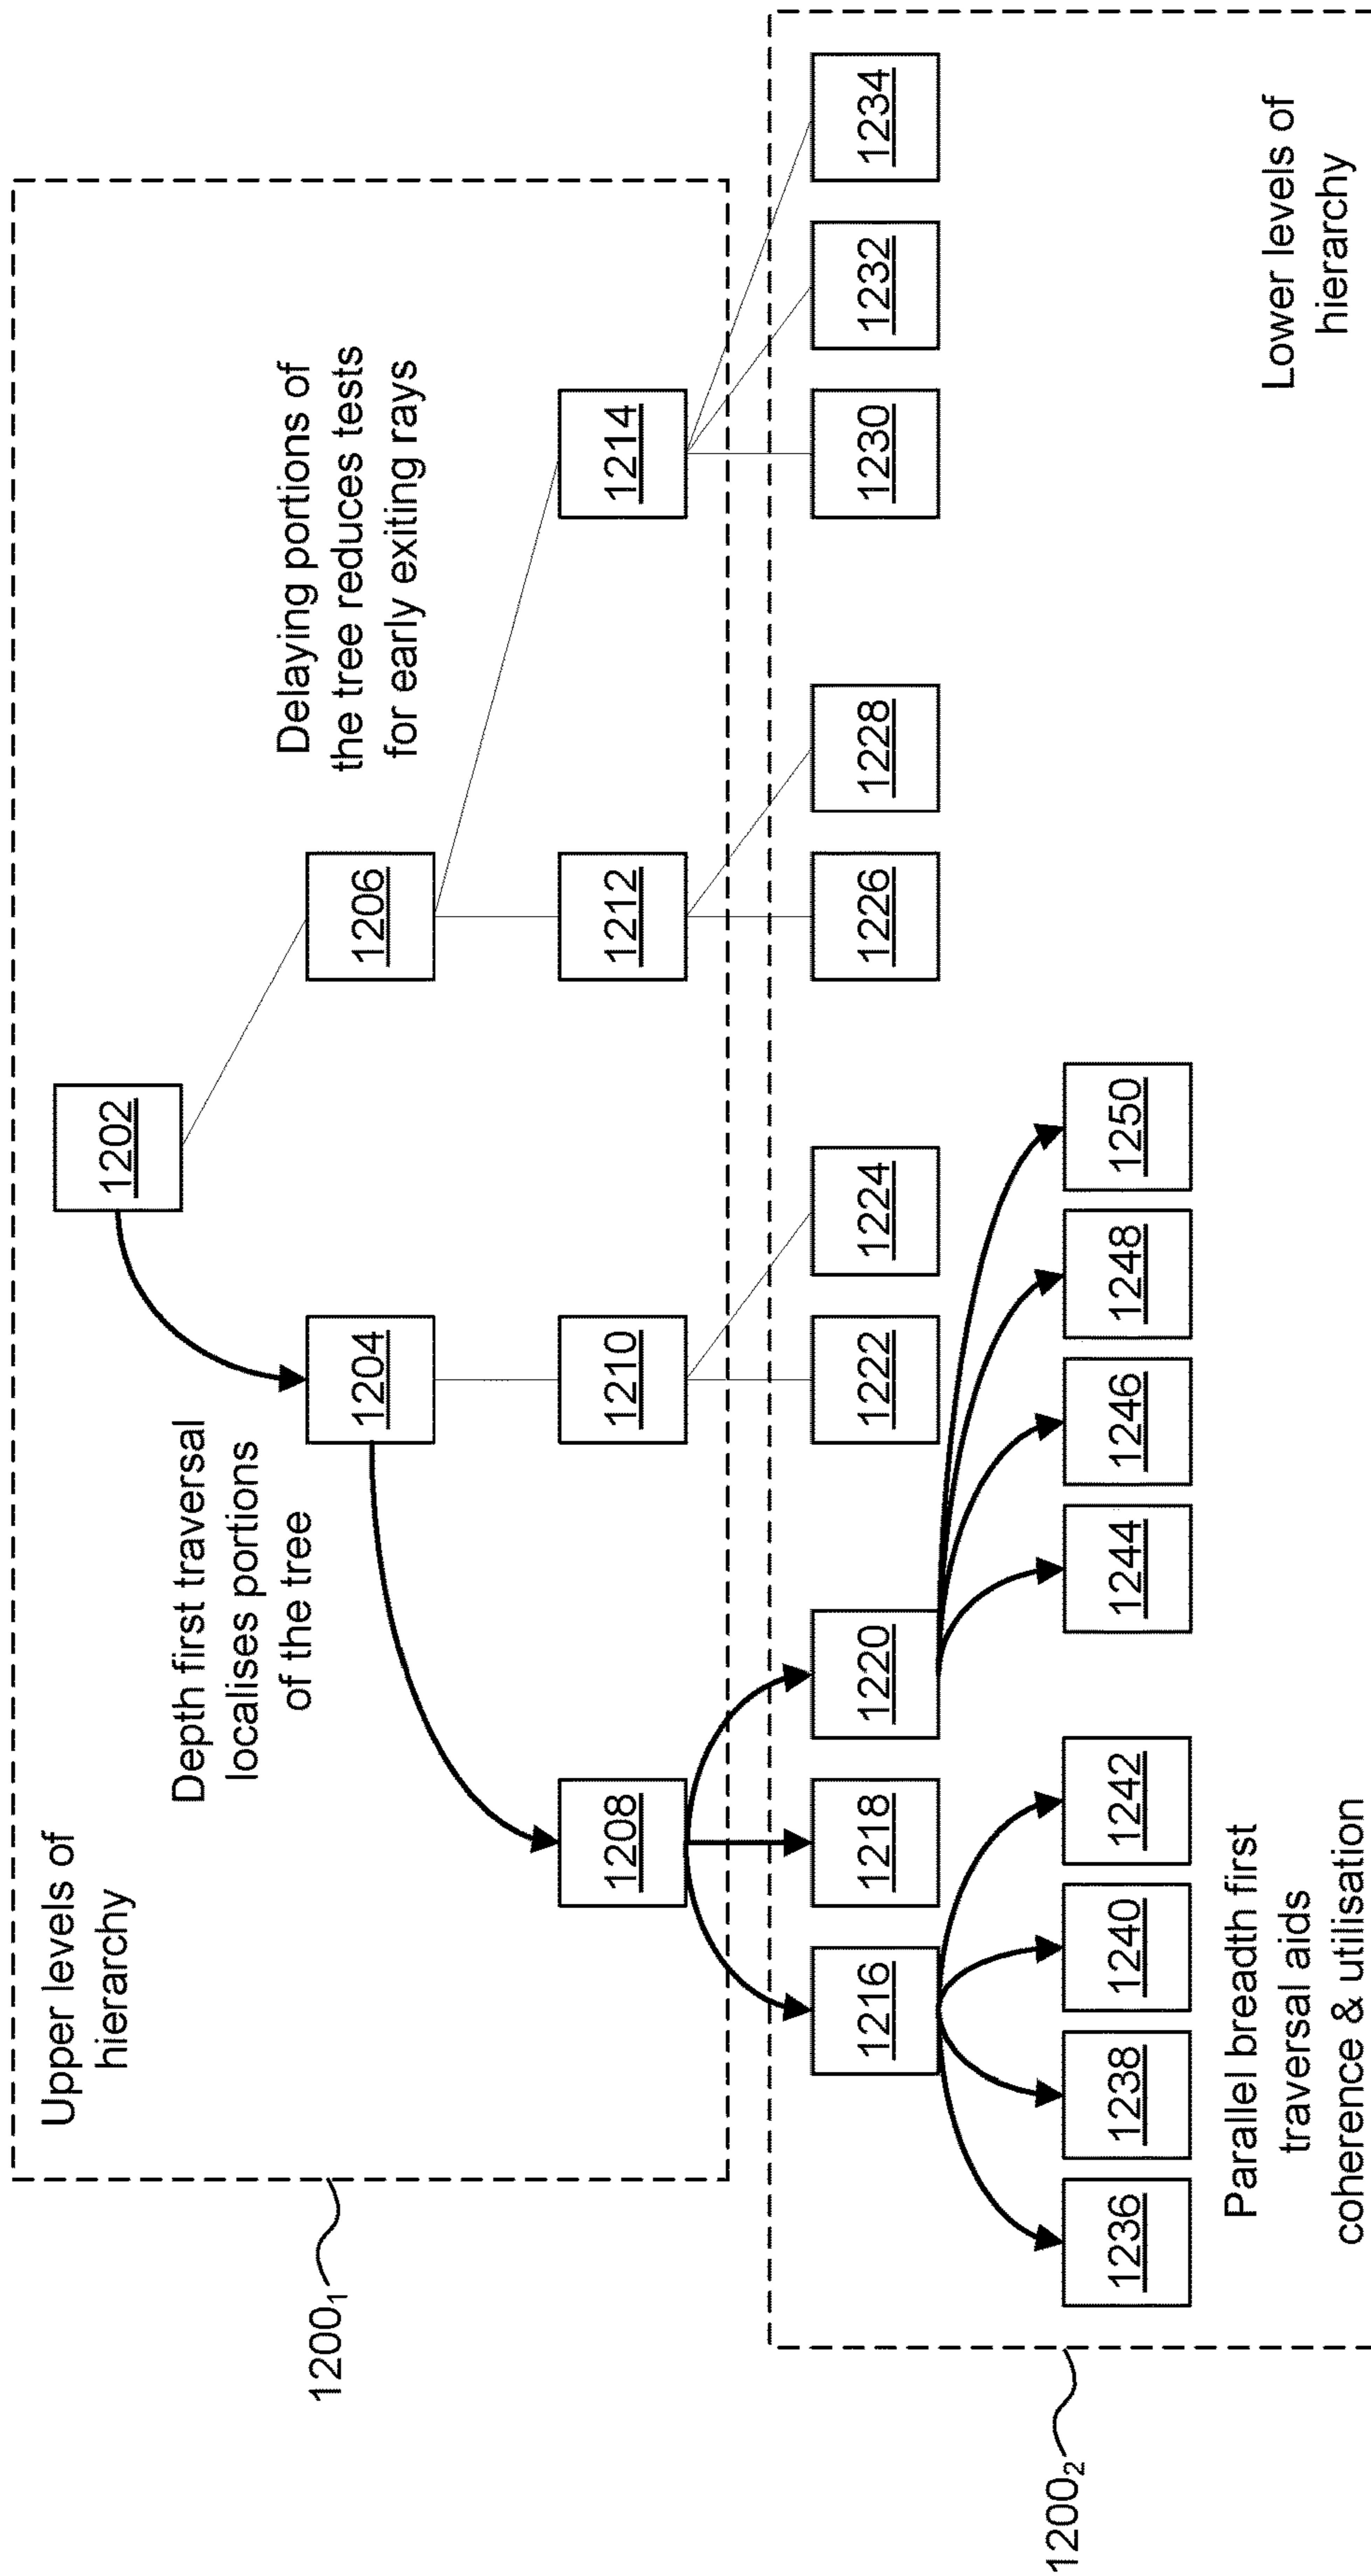 Upper levels of
hierarchy
1202
Depth first traversal
localises portions
of the tree
Delaying portions of
the tree reduces tests
for early exiting rays
1204
1206
1200₁
1208
1210
1212
1214
1216
1218
1220
1222
1224
1226
1228
1230
1232
1234
1200₂
1236
1238
1240
1242
1244
1246
1248
1250
Parallel breadth first
traversal aids
coherence & utilisation
Lower levels of
hierarchy